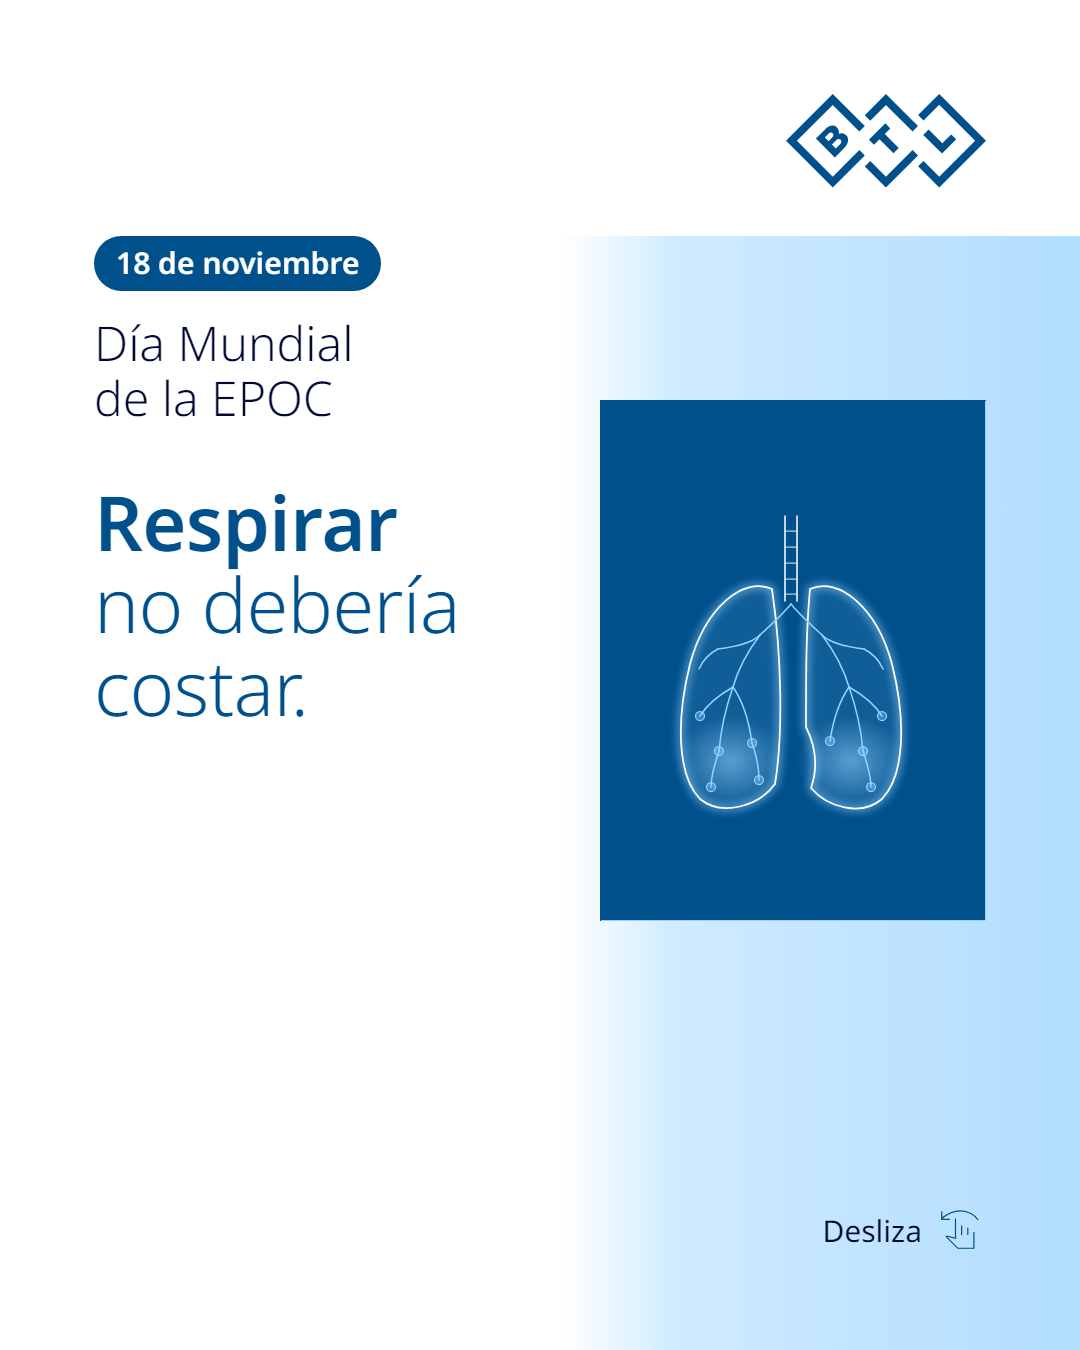 BTL
18 de noviembre
Día Mundial
de la EPOC
Respirar
no debería
costar.
Desliza